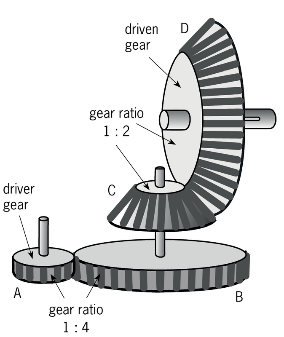 driven
gear
D
gear ratio
1 : 2
C
driver
gear
A
B
gear ratio
1 : 4